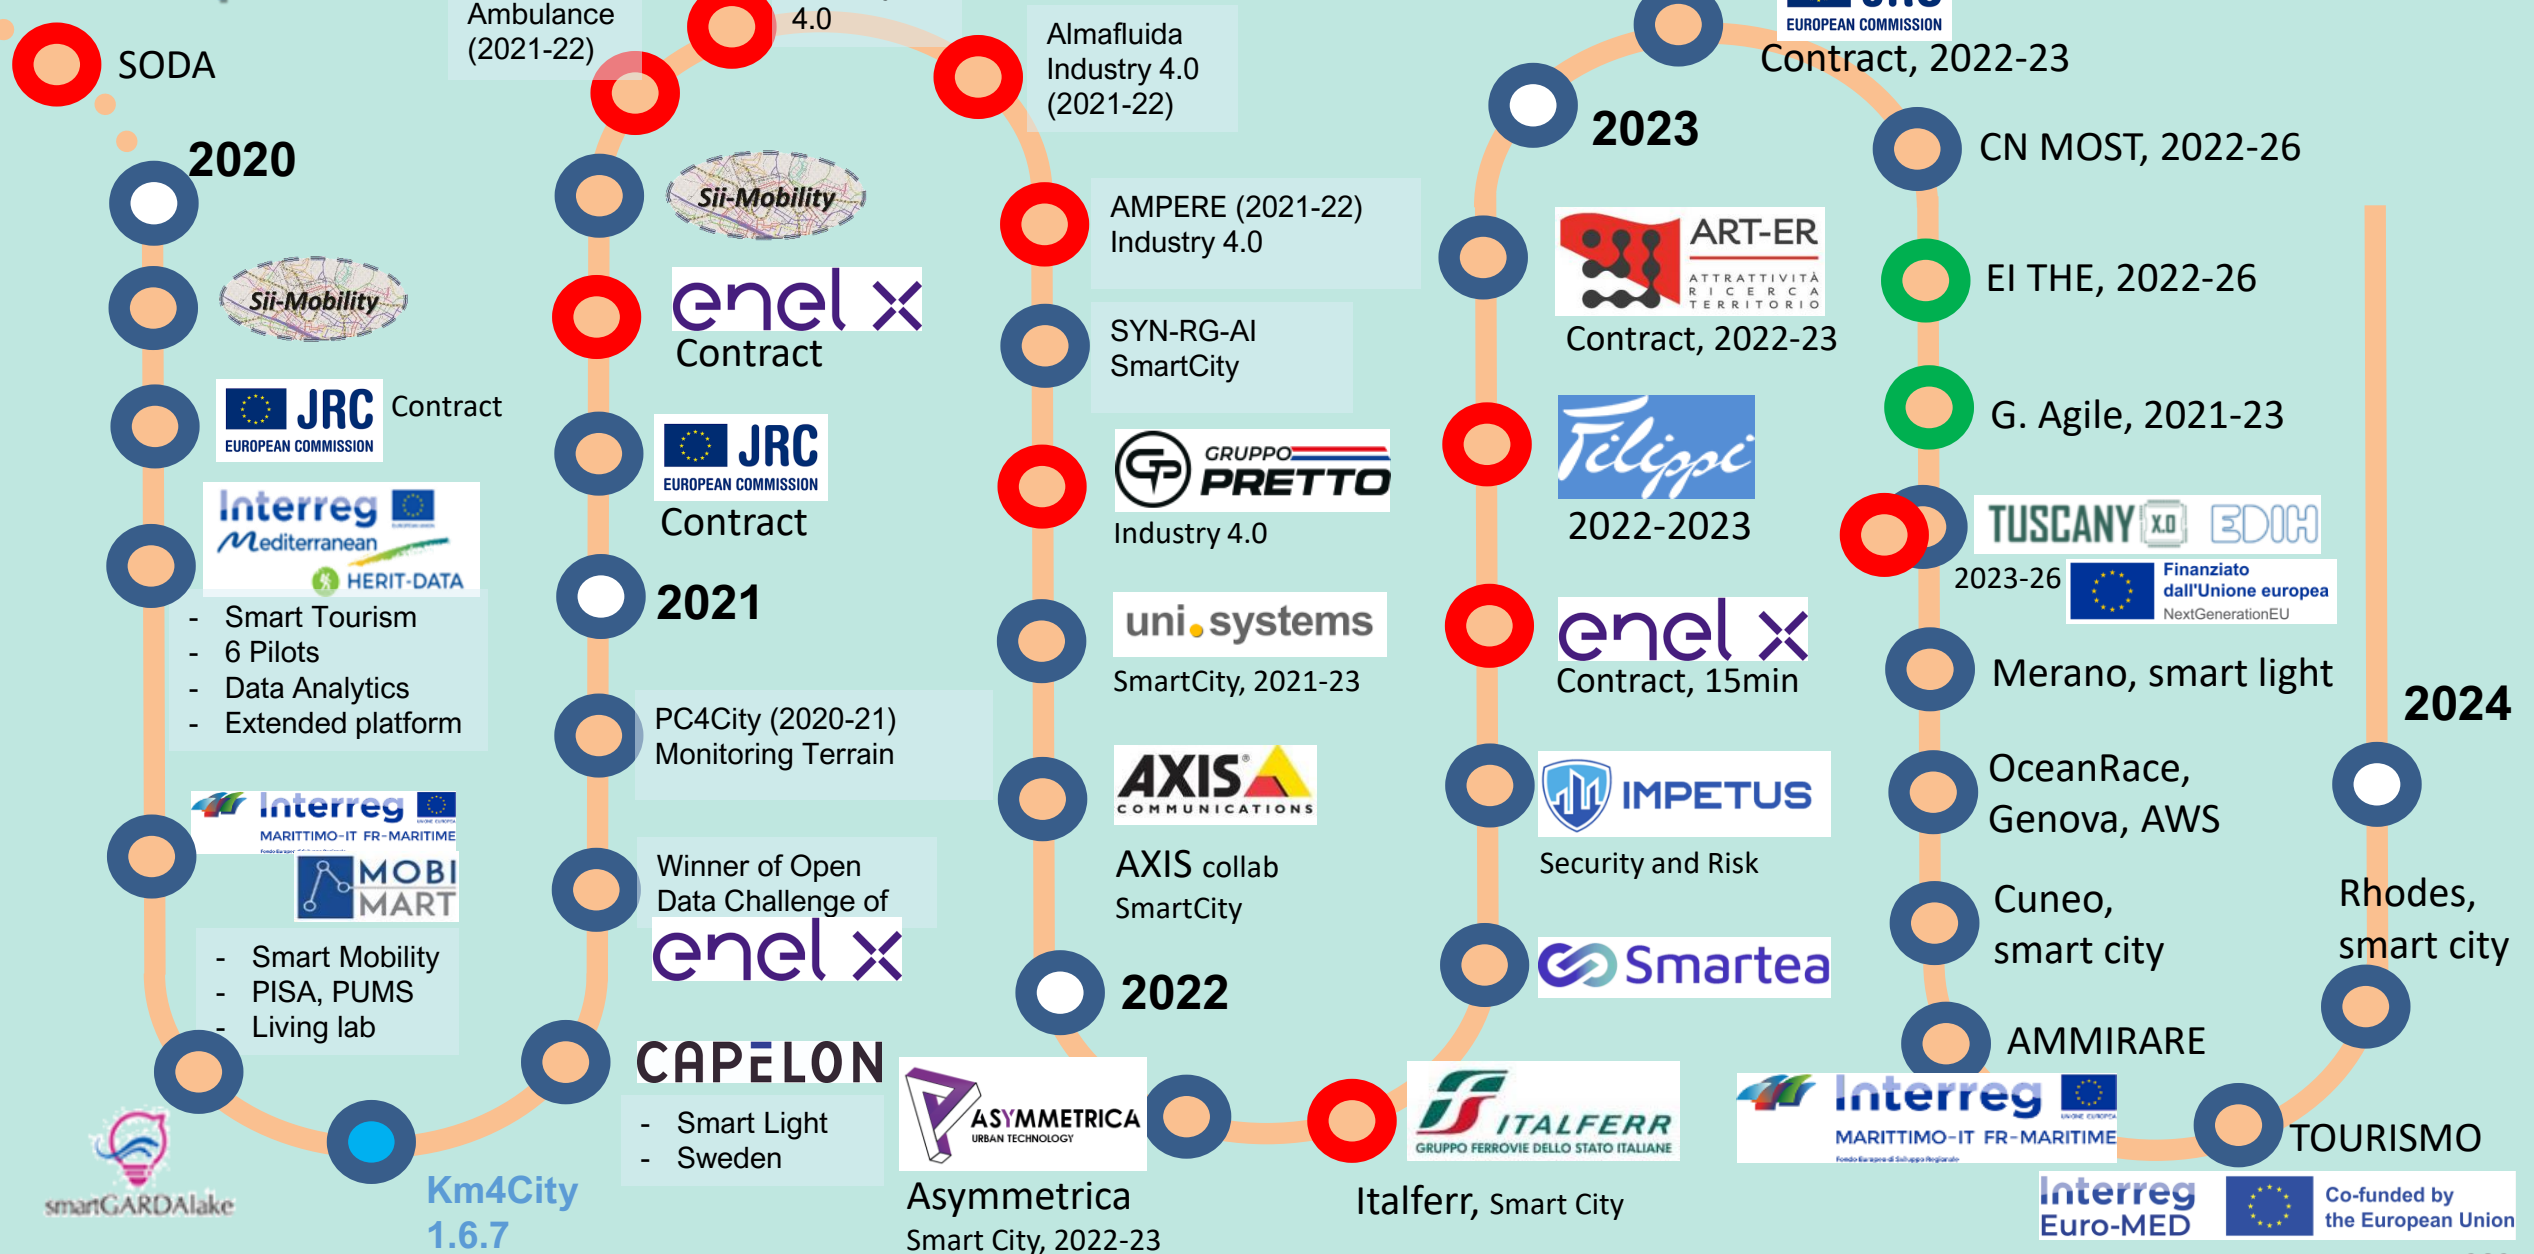 SODA
2020
Sii-Mobility
JRC
EUROPEAN COMMISSION
Contract
Interreg
Mediterranean
HERIT-DATA
- Smart Tourism
- 6 Pilots
- Data Analytics
- Extended platform
Interreg
MARITTIMO-IT FR-MARITIME
MOBI
MART
- Smart Mobility
- PISA, PUMS
- Living lab
smartGARDAlake
Km4City
1.6.7
Ambulance
(2021-22)
4.0
Sii-Mobility
enel x
Contract
JRC
EUROPEAN COMMISSION
Contract
2021
PC4City (2020-21)
Monitoring Terrain
Winner of Open
Data Challenge of
enel x
CAPELON
- Smart Light
- Sweden
Almafluida
Industry 4.0
(2021-22)
AMPERE (2021-22)
Industry 4.0
SYN-RG-AI
SmartCity
GP GRUPPO
PRETTO
Industry 4.0
uni.systems
SmartCity, 2021-23
AXIS®
COMMUNICATIONS
AXIS collab
SmartCity
2022
ASYMMETRICA
URBAN TECHNOLOGY
Asymmetrica
Smart City, 2022-23
ITALFERR
GRUPPO FERROVIE DELLO STATO ITALIANE
Italferr, Smart City
2023
ART-ER
ATTRATTIVITÀ
RICERCA
TERRITORIO
Contract, 2022-23
Filippi
2022-2023
enel x
Contract, 15min
IMPETUS
Security and Risk
Smartea
EUROPEAN COMMISSION
Contract, 2022-23
CN MOST, 2022-26
EI THE, 2022-26
G. Agile, 2021-23
TUSCANY X.0 EDIH
2023-26
Finanziato
dall'Unione europea
NextGenerationEU
Merano, smart light
OceanRace,
Genova, AWS
Cuneo,
smart city
AMMIRARE
Interreg
UNIONE EUROPEA
MARITTIMO-IT FR-MARITIME
Fondo Europeo di Sviluppo Regionale
2024
Rhodes,
smart city
TOURISMO
Interreg
Euro-MED
Co-funded by
the European Union